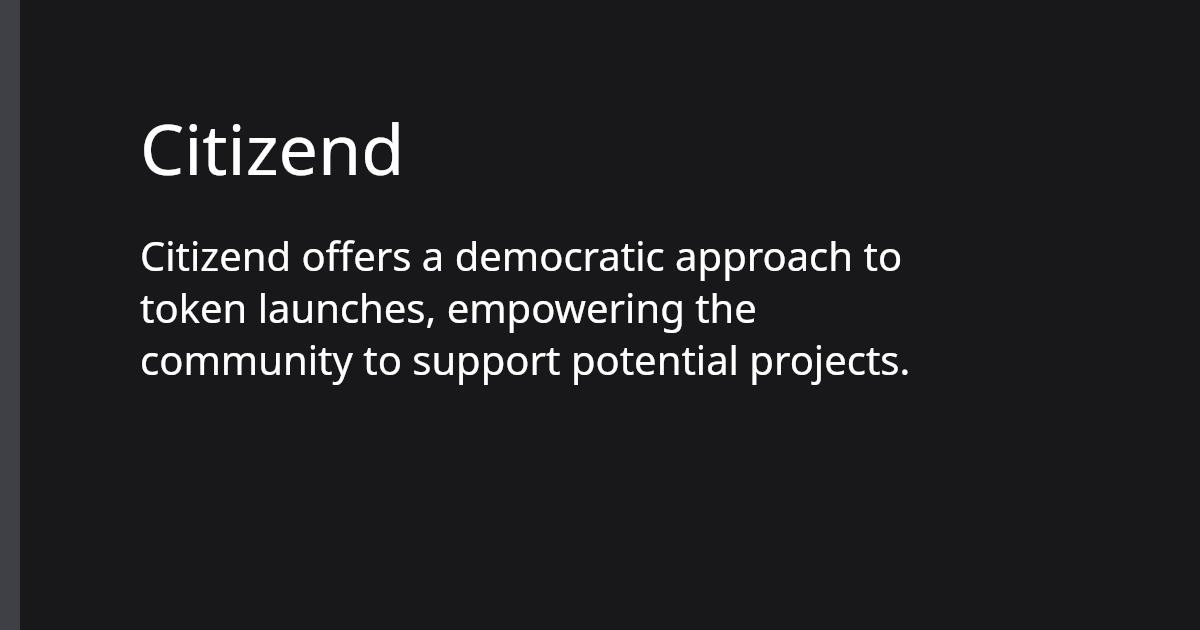 Citizend
Citizend offers a democratic approach to
token launches, empowering the
community to support potential projects.